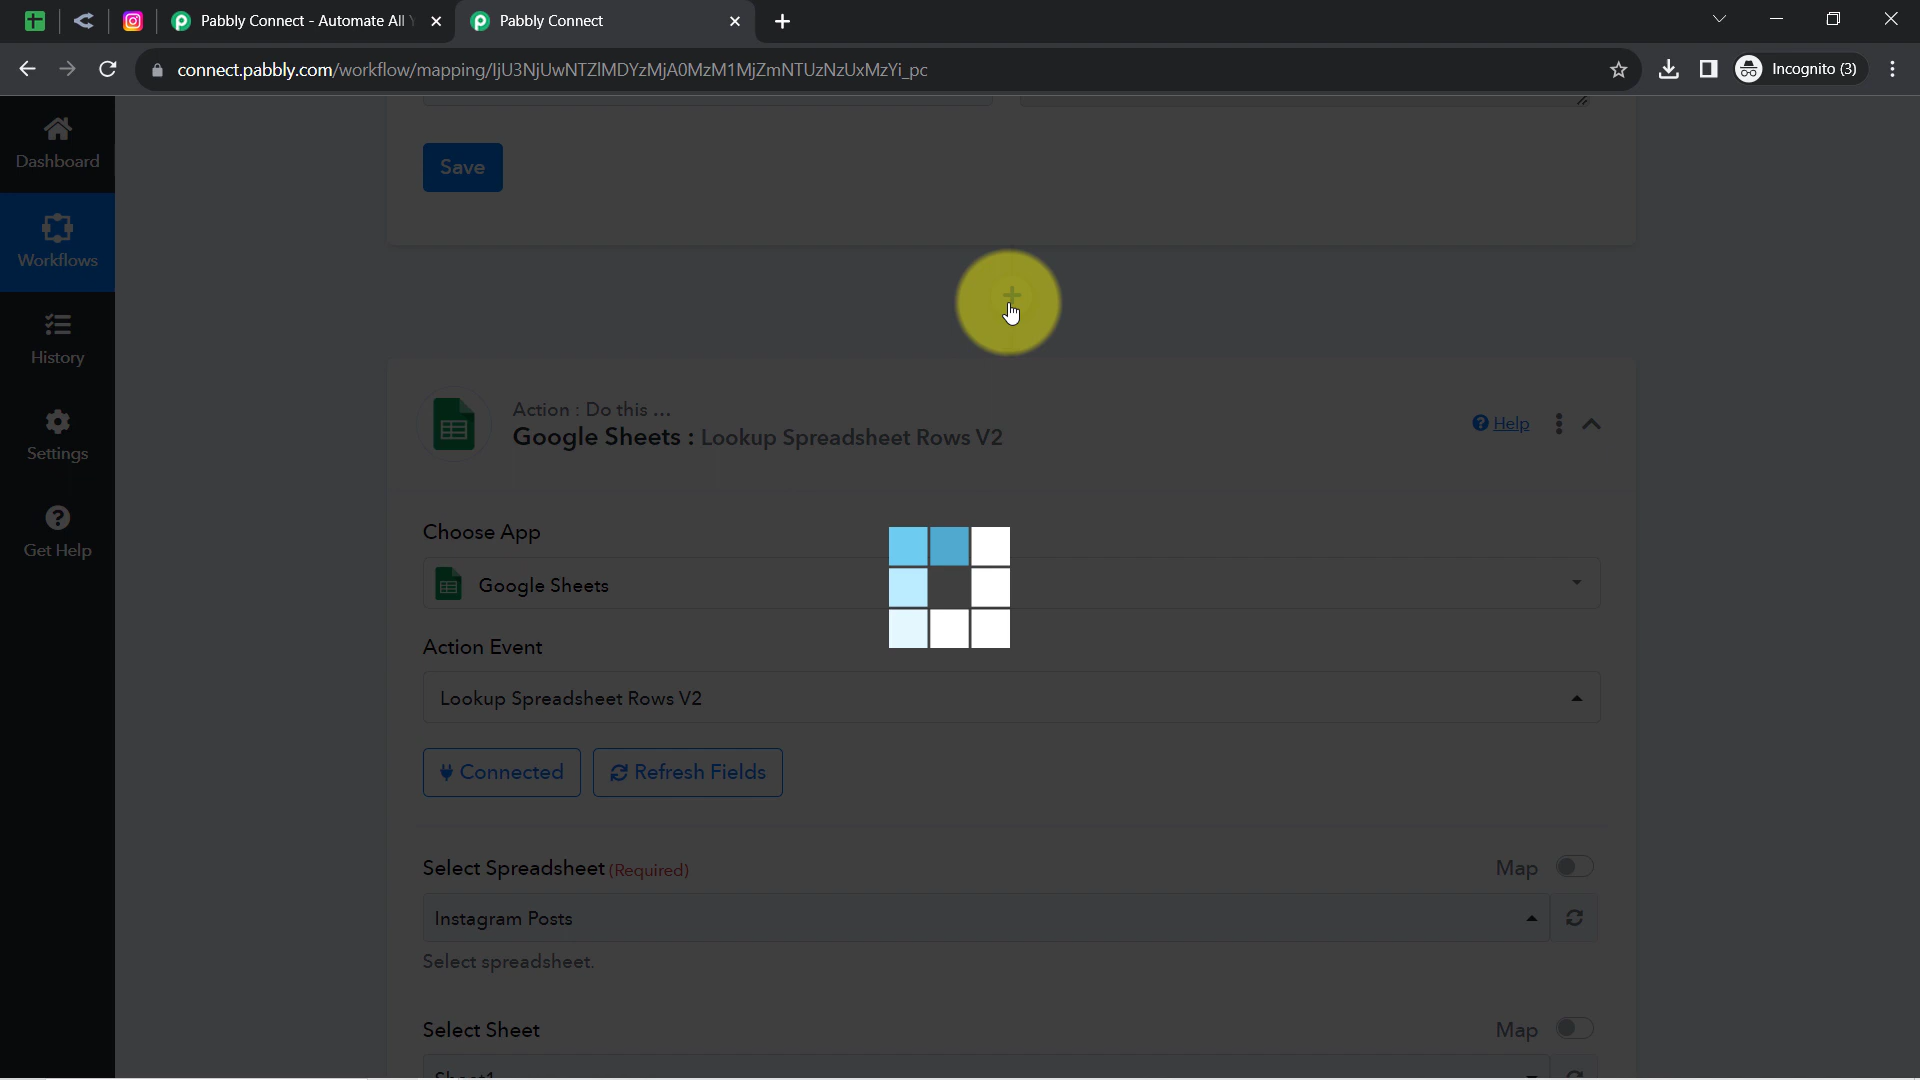 Pabbly Connect - Automate All
Pabbly Connect
connect.pabbly.com/workflow/mapping/IjU3NjUwNTZlMDYzMjA0MzM1MjZmNTUzNzUxMzYi_pc
Incognito (3)
Dashboard
Workflows
History
Settings
Get Help
Save
Action : Do this ...
Google Sheets : Lookup Spreadsheet Rows V2
Help
Choose App
Google Sheets
Action Event
Lookup Spreadsheet Rows V2
Connected
Refresh Fields
Select Spreadsheet (Required)
Map
Instagram Posts
Select spreadsheet.
Select Sheet
Map
Sheet1